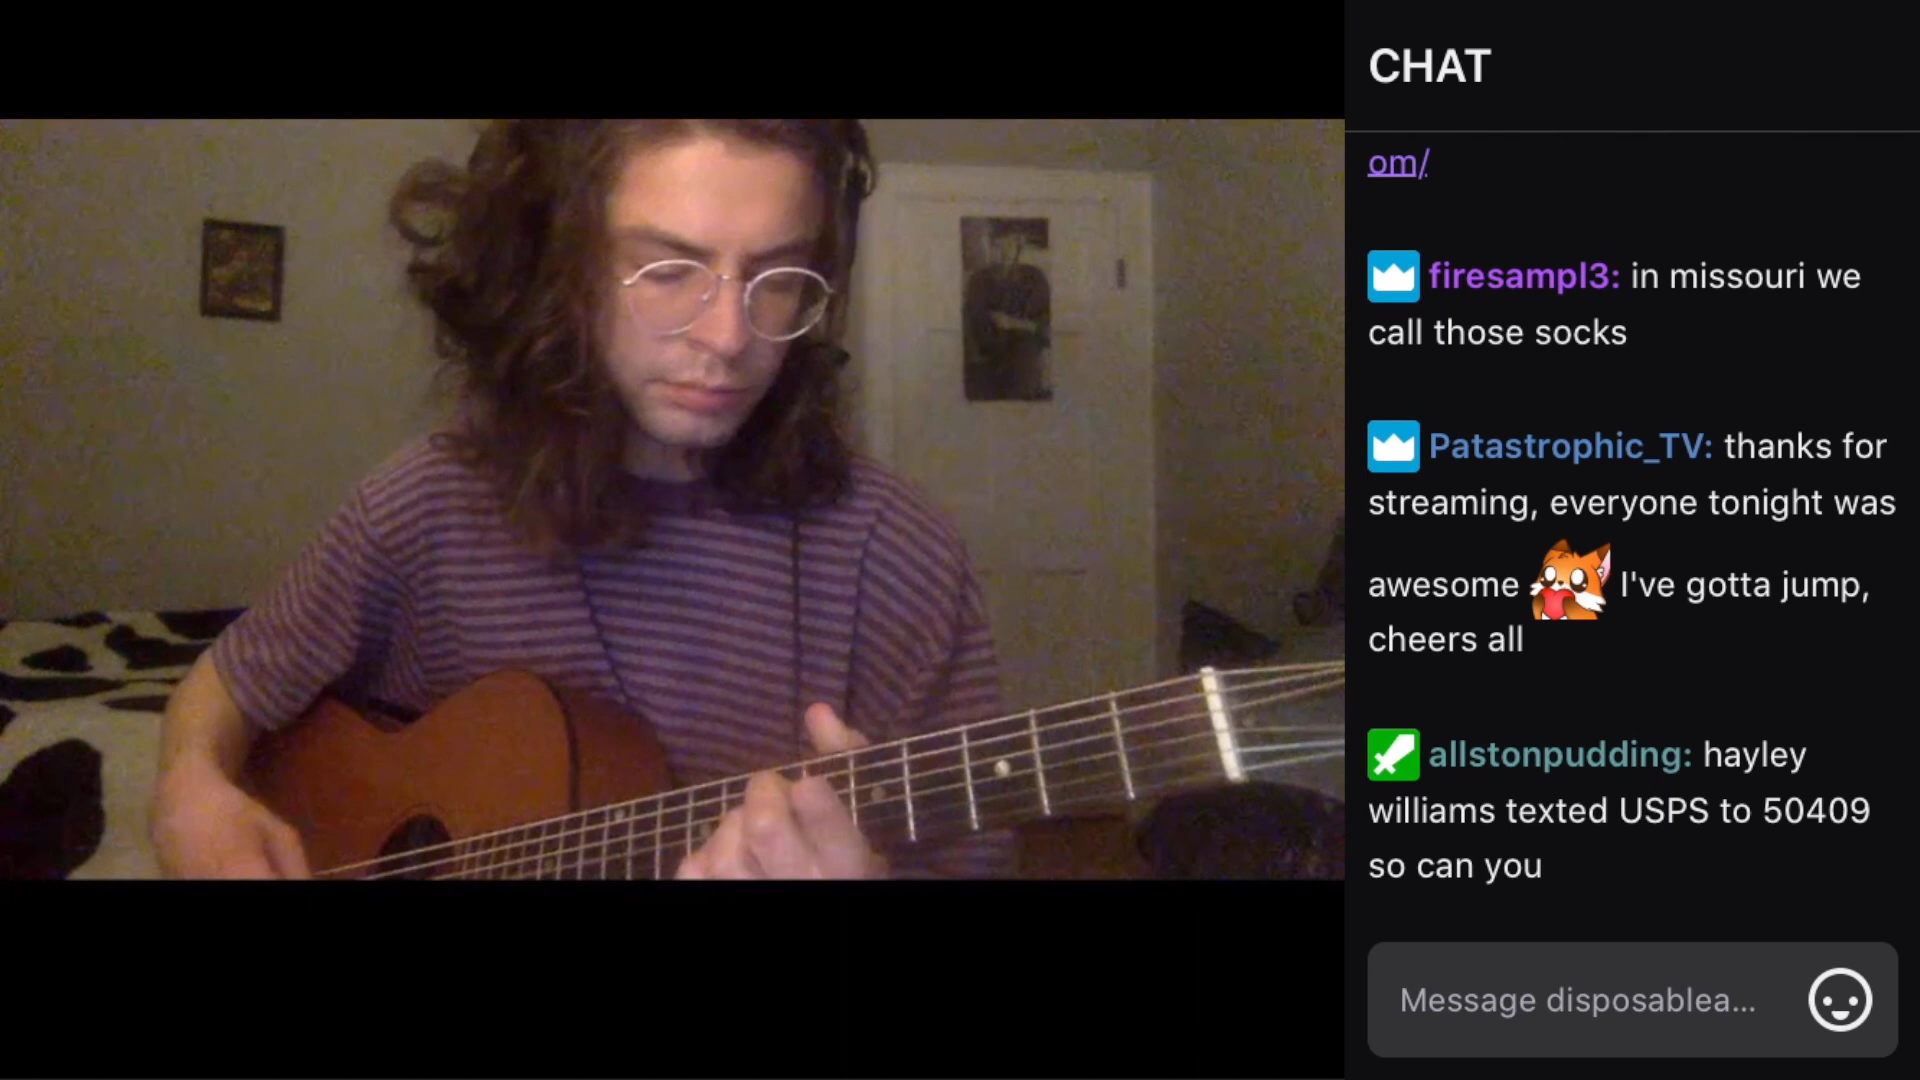 CHAT
om/
firesampl3: in missouri we
call those socks
Patastrophic_TV: thanks for
streaming, everyone tonight was
awesome I've gotta jump,
cheers all
allstonpudding: hayley
williams texted USPS to 50409
so can you
Message disposablea...